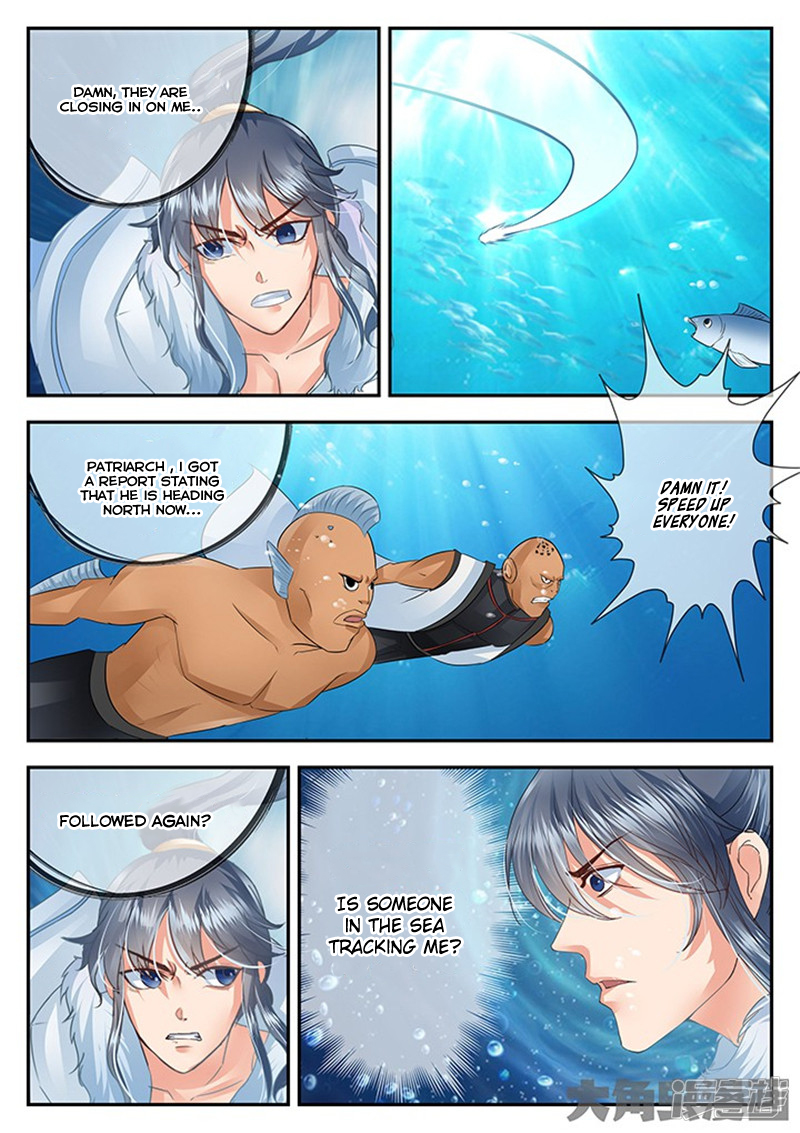 DAMN, THEY ARE
CLOSING IN ON ME..
PATRIARCH , I GOT
A REPORT STATING
THAT HE IS HEADING
NORTH NOW...
DAMN IT!
SPEED UP
EVERYONE!
FOLLOWED AGAIN?
IS SOMEONE
IN THE SEA
TRACKING ME?